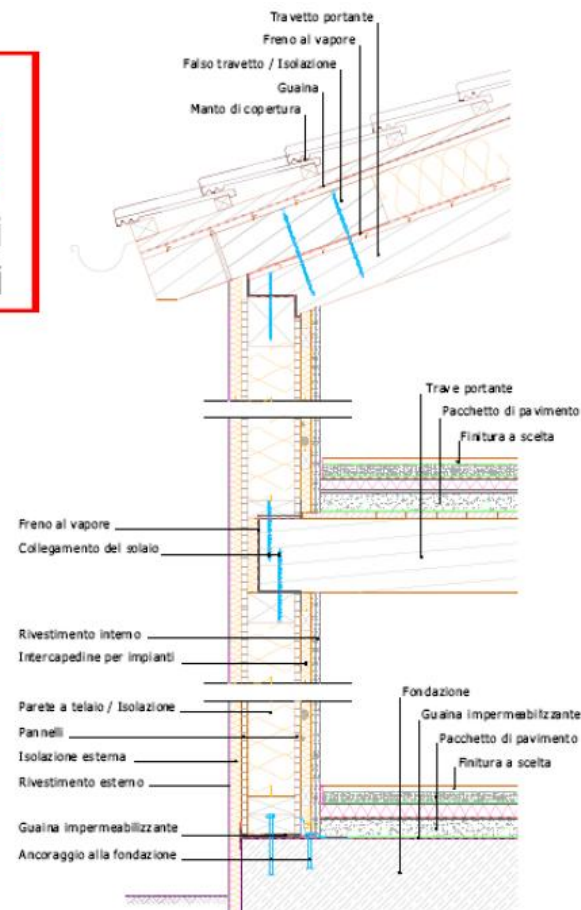 Travetto portante
Freno al vapore
Falso travetto / Isolazione
Guaina
Manto di copertura
Trave portante
Pacchetto di pavimento
Finitura a scelta
Freno al vapore
Collegamento del solaio
Rivestimento interno
Intercapedine per impianti
Parete a telaio / Isolazione
Pannelli
Isolazione esterna
Rivestimento esterno
Guaina impermeabilizzante
Ancoraggio alla fondazione
Fondazione
Guaina impermeabilizzante
Pacchetto di pavimento
Finitura a scelta